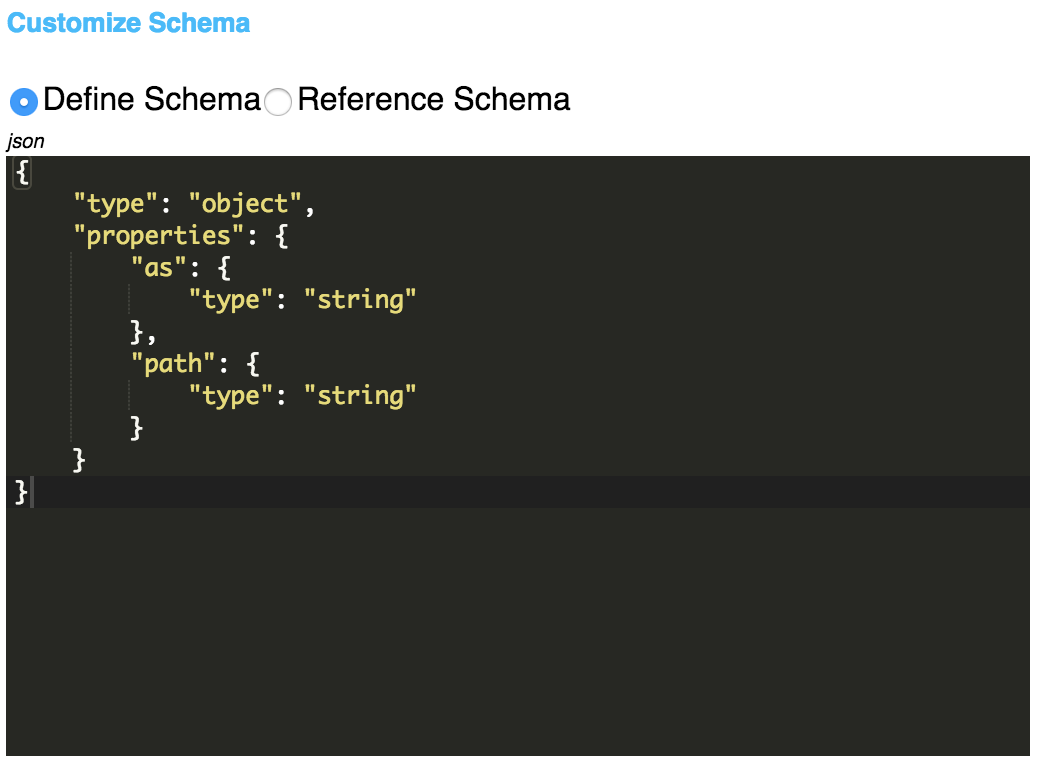 Customize Schema
Define Schema Reference Schema
json
{
    "type": "object",
    "properties": {
        "as": {
            "type": "string"
        },
        "path": {
            "type": "string"
        }
    }
}